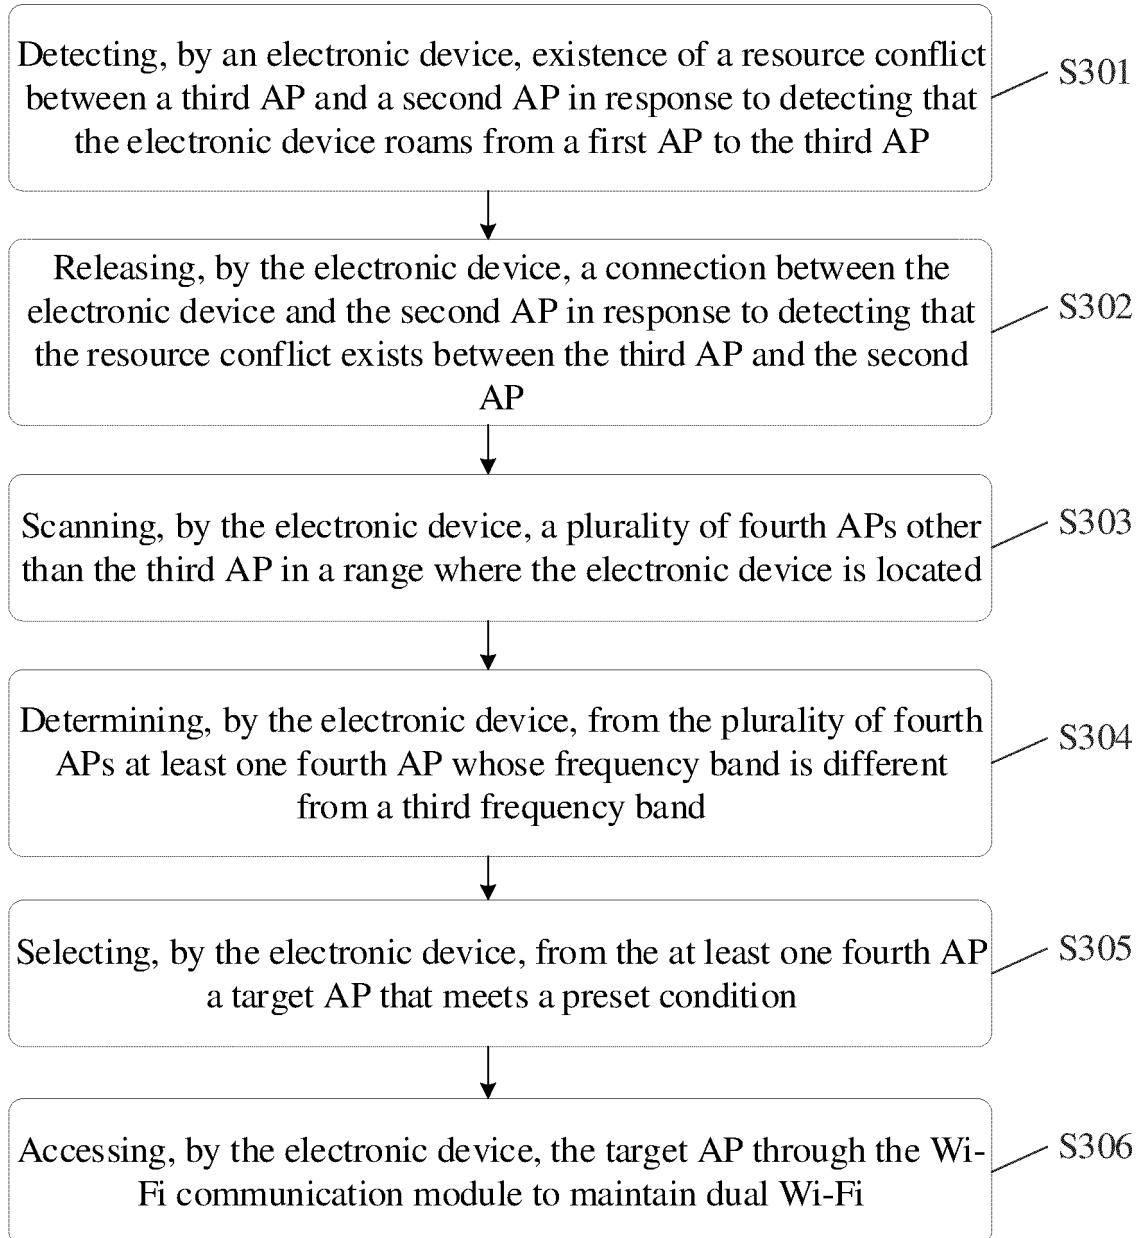 Detecting, by an electronic device, existence of a resource conflict
between a third AP and a second AP in response to detecting that
the electronic device roams from a first AP to the third AP
S301
Releasing, by the electronic device, a connection between the
electronic device and the second AP in response to detecting that
the resource conflict exists between the third AP and the second
AP
S302
Scanning, by the electronic device, a plurality of fourth APs other
than the third AP in a range where the electronic device is located
S303
Determining, by the electronic device, from the plurality of fourth
APs at least one fourth AP whose frequency band is different
from a third frequency band
S304
Selecting, by the electronic device, from the at least one fourth AP
a target AP that meets a preset condition
S305
Accessing, by the electronic device, the target AP through the Wi-
Fi communication module to maintain dual Wi-Fi
S306